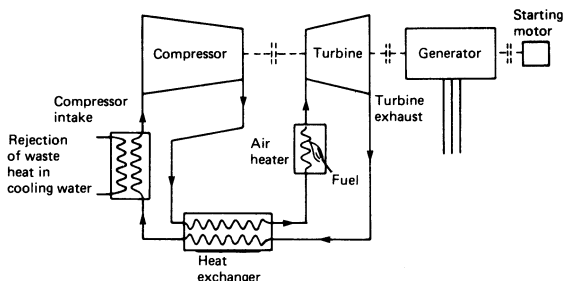 Starting
motor
Compressor
Turbine
Generator
Compressor
intake
Turbine
exhaust
Rejection
of waste
heat in
cooling water
Air
heater
Fuel
Heat
exchanger